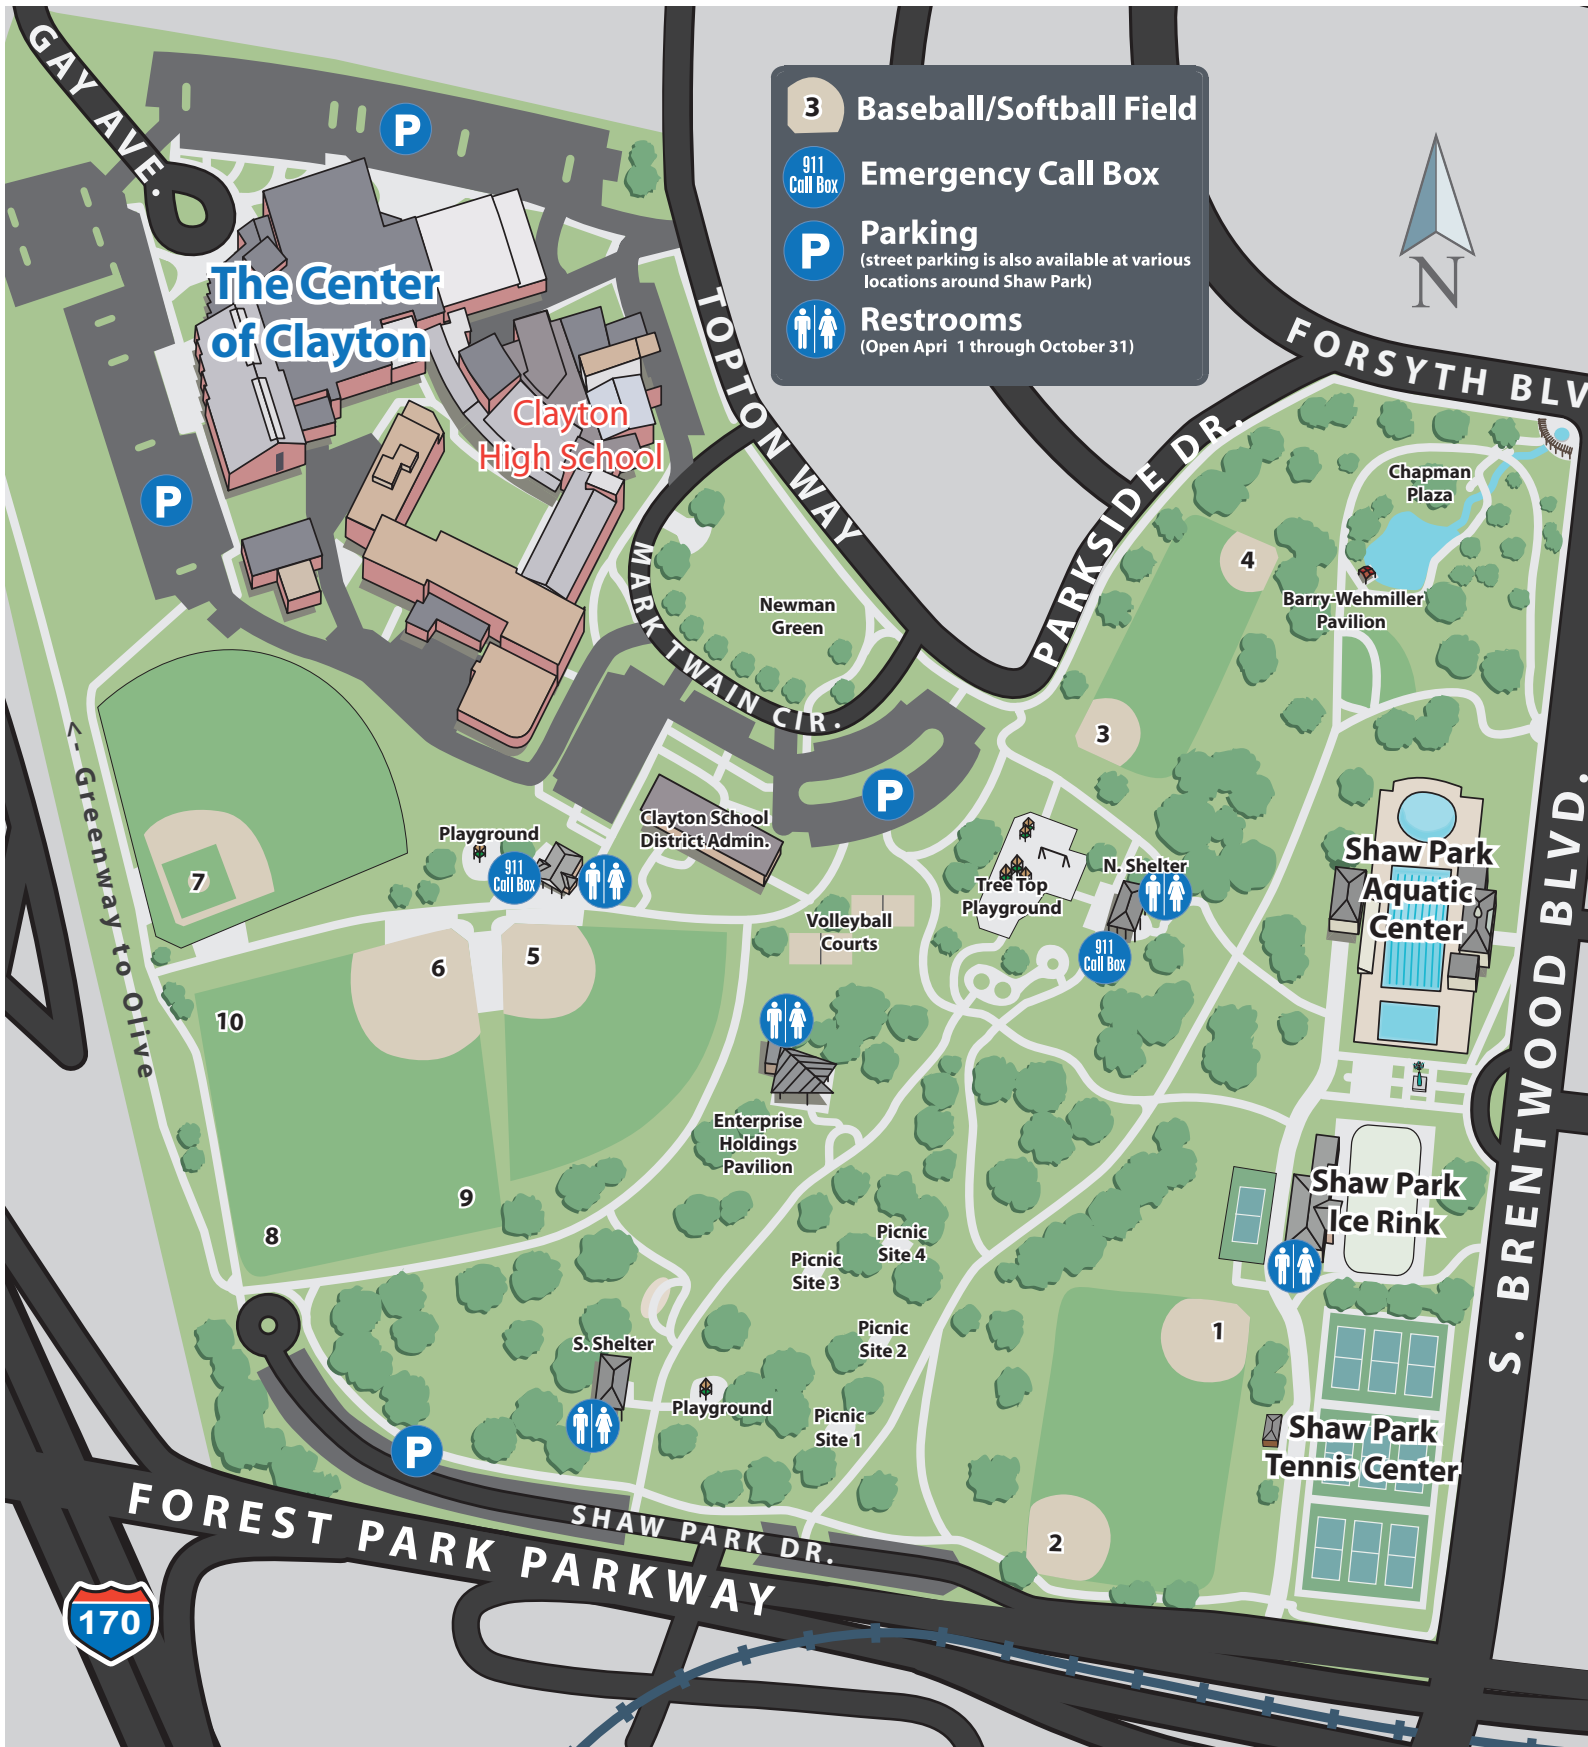 GAY AVE.
P
3 Baseball/Softball Field
911
Call Box
Emergency Call Box
P
Parking
(street parking is also available at various
locations around Shaw Park)
Restrooms
(Open Apri 1 through October 31)
N
The Center
of Clayton
TOPTON WAY
FORSYTH BLV
Clayton
High School
PARKSIDE DR.
Chapman
Plaza
P
4
MARK TWAIN CIR.
Newman
Green
Barry-Wehmiller
Pavilion
3
<- Greenway to Olive
P
Clayton School
District Admin.
Playground
911
Call Box
7
Tree Top
Playground
N. Shelter
911
Call Box
Shaw Park
Aquatic
Center
S. BRENTWOOD BLVD.
Volleyball
Courts
6
5
10
Enterprise
Holdings
Pavilion
9
8
Picnic
Site 4
Picnic
Site 3
Shaw Park
Ice Rink
Picnic
Site 2
1
S. Shelter
Playground
Picnic
Site 1
Shaw Park
Tennis Center
P
2
SHAW PARK DR.
FOREST PARK PARKWAY
170